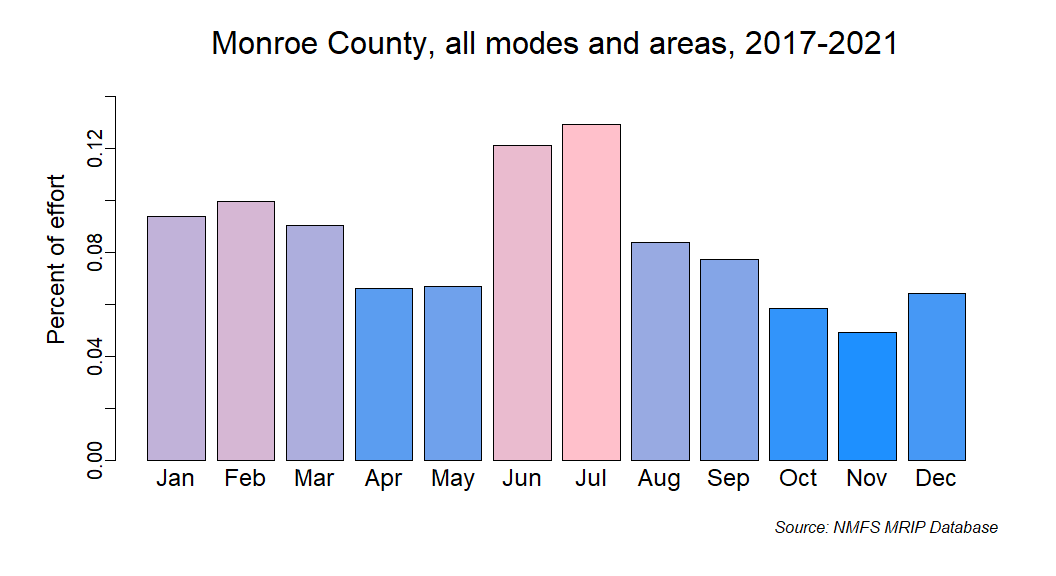 Monroe County, all modes and areas, 2017-2021
Percent of effort
0.12
0.08
0.04
0.00
Jan Feb Mar Apr May Jun Jul Aug Sep Oct Nov Dec
Source: NMFS MRIP Database